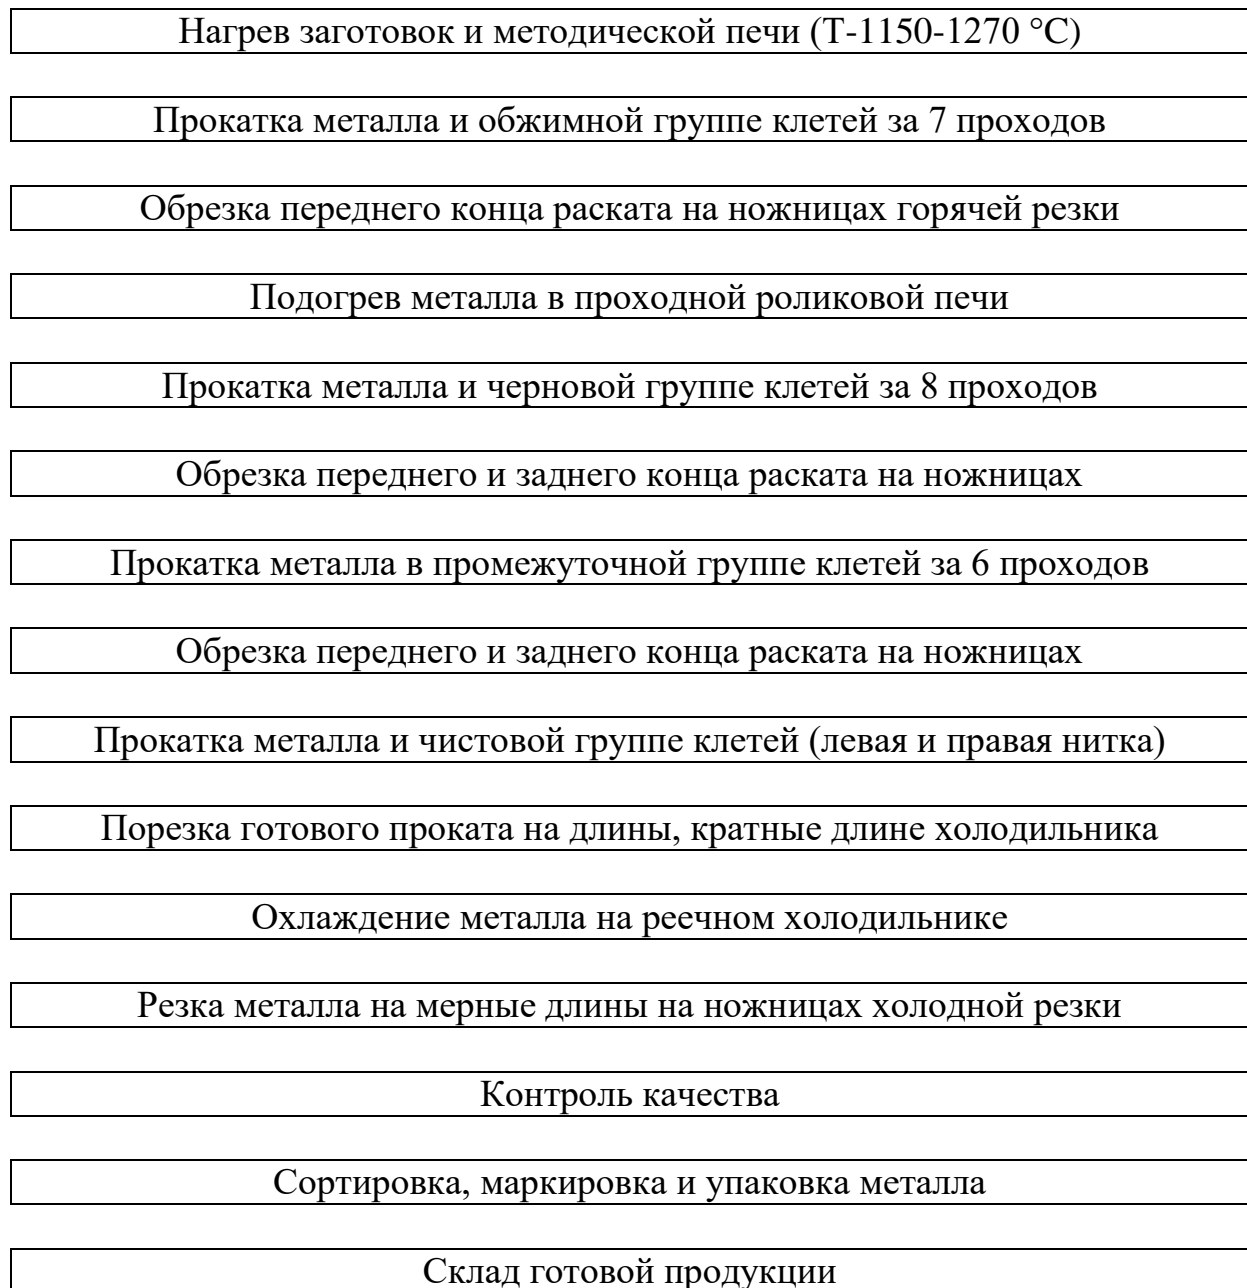 Нагрев заготовок и методической печи (Т-1150-1270 °С)
Прокатка металла и обжимной группе клетей за 7 проходов
Обрезка переднего конца раската на ножницах горячей резки
Подогрев металла в проходной роликовой печи
Прокатка металла и черновой группе клетей за 8 проходов
Обрезка переднего и заднего конца раската на ножницах
Прокатка металла в промежуточной группе клетей за 6 проходов
Обрезка переднего и заднего конца раската на ножницах
Прокатка металла и чистовой группе клетей (левая и правая нитка)
Порезка готового проката на длины, кратные длине холодильника
Охлаждение металла на реечном холодильнике
Резка металла на мерные длины на ножницах холодной резки
Контроль качества
Сортировка, маркировка и упаковка металла
Склад готовой продукции